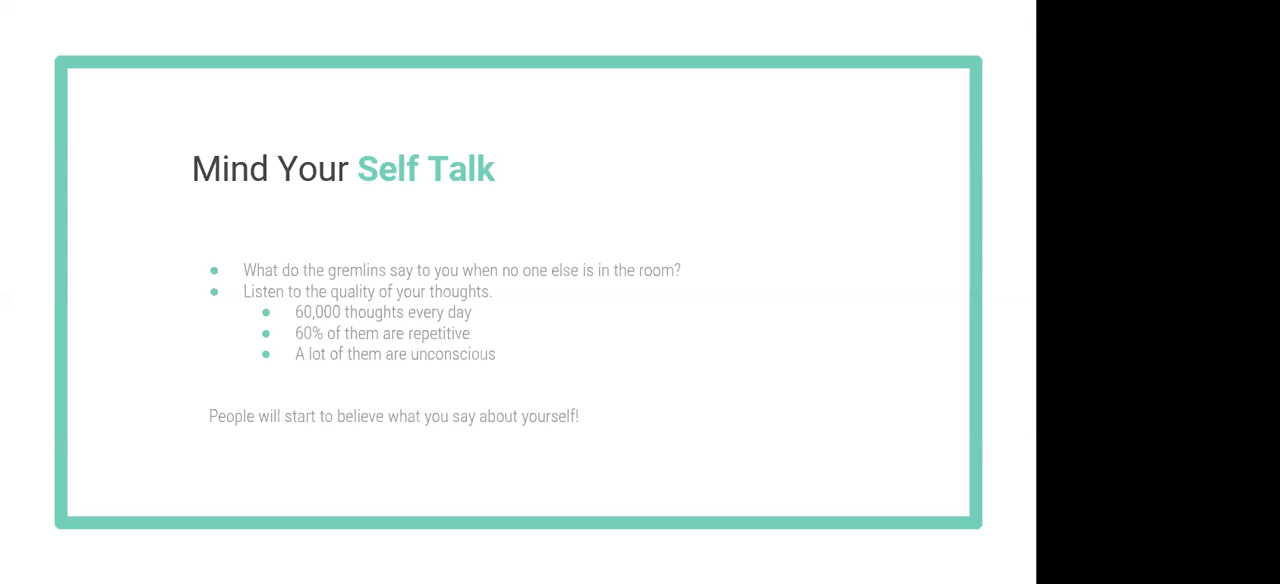 Mind Your Self Talk
● What do the gremlins say to you when no one else is in the room?
● Listen to the quality of your thoughts.
● 60,000 thoughts every day
● 60% of them are repetitive
● A lot of them are unconscious
People will start to believe what you say about yourself!